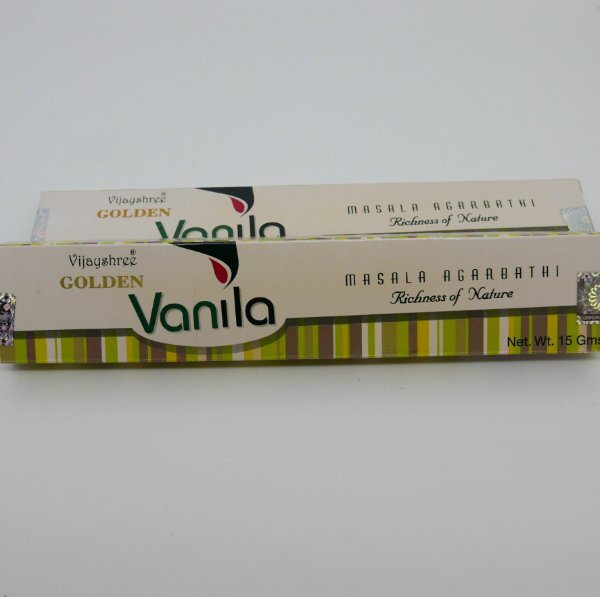 Vijayshree®
GOLDEN
Vanila
MASALA AGARBATHI
Richness of Nature
Vijayshree®
GOLDEN
Vanila
MASALA AGARBATHI
Richness of Nature
Net. Wt. 15 Gms